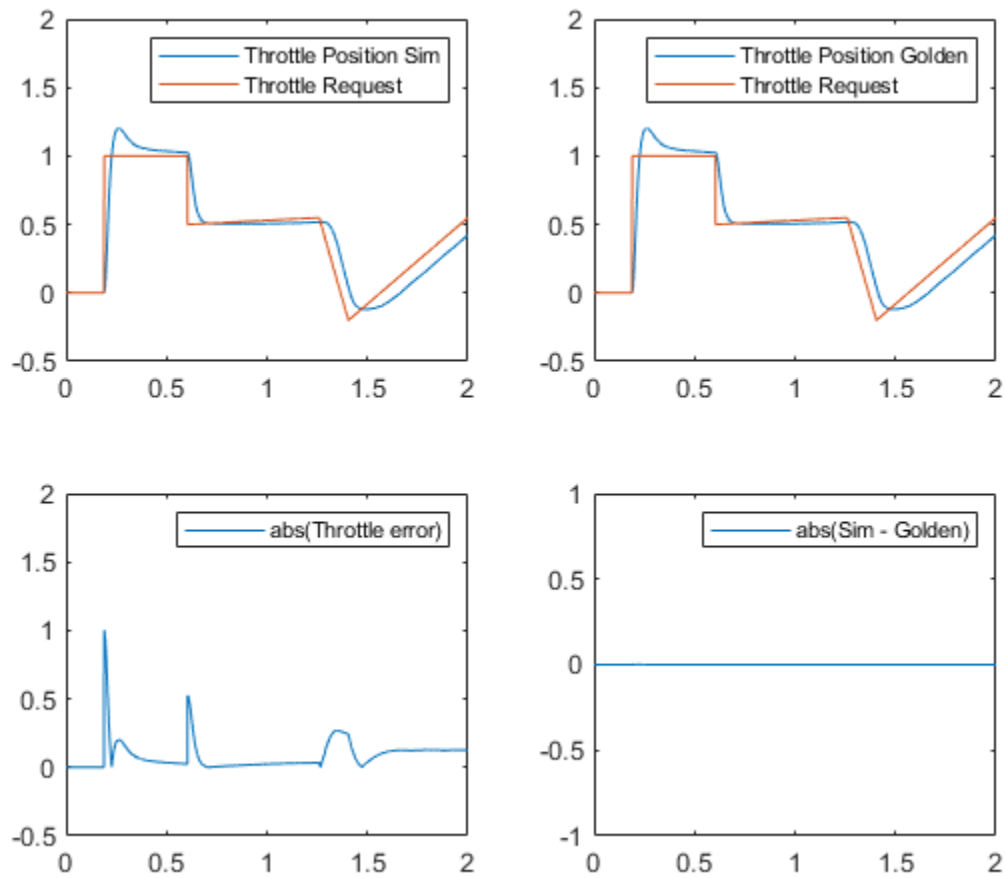 2
Throttle Position Sim
Throttle Request
1.5
1
0.5
0
-0.5
0 0.5 1 1.5 2
2
Throttle Position Golden
Throttle Request
1.5
1
0.5
0
-0.5
0 0.5 1 1.5 2
2
abs(Throttle error)
1.5
1
0.5
0
-0.5
0 0.5 1 1.5 2
1
abs(Sim - Golden)
0.5
0
-0.5
-1
0 0.5 1 1.5 2